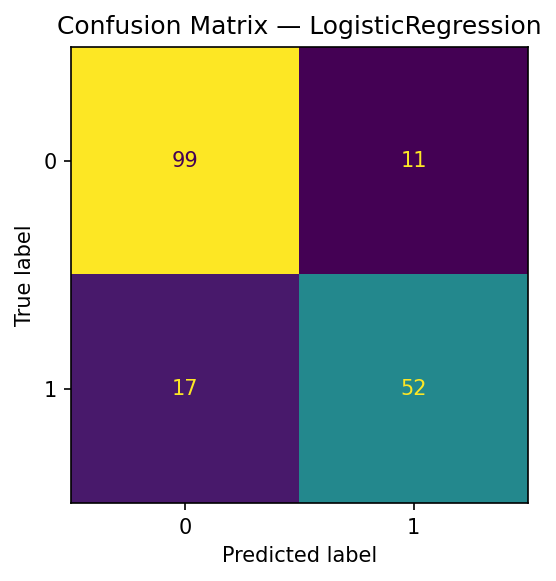 Confusion Matrix — LogisticRegression
True label
0
99
11
1
17
52
0
1
Predicted label